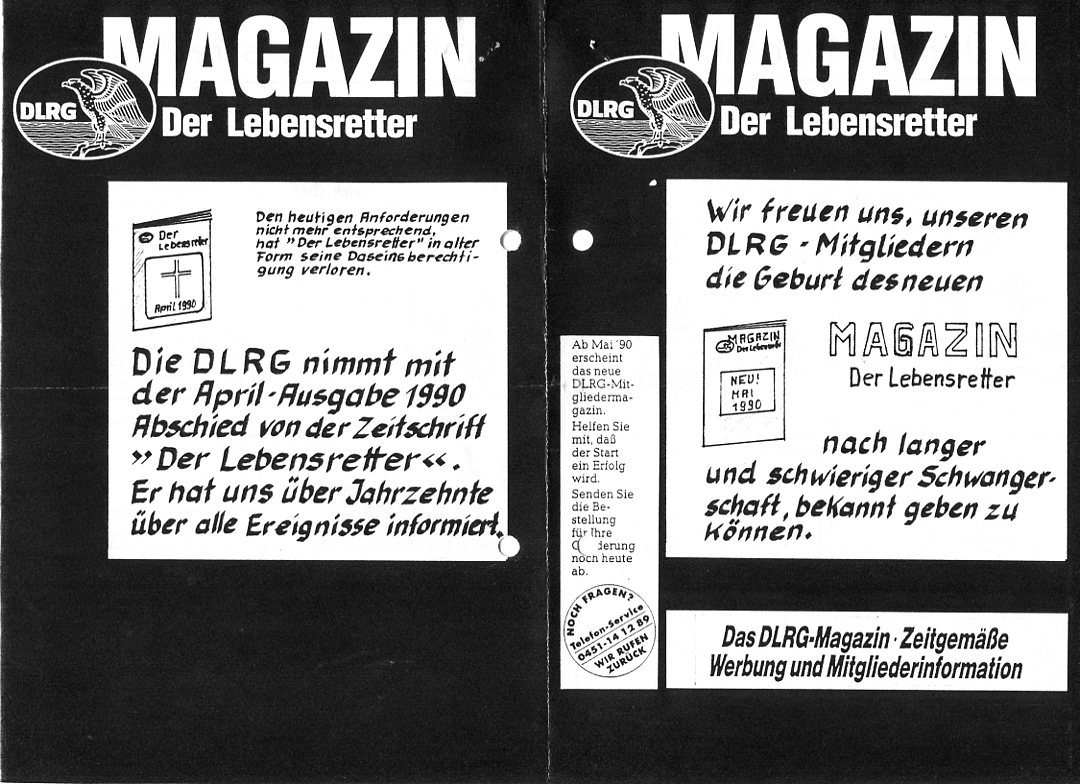 MAGAZIN
DLRG
Der Lebensretter
Der
Lebensretter
April 1990
Den heutigen Anforderungen
nicht mehr entsprechend,
hat "Der Lebensretter" in alter
Form seine Daseinsberechti-
gung verloren.
Die DLRG nimmt mit
der April-Ausgabe 1990
Abschied von der Zeitschrift
"Der Lebensretter«.
Er hat uns über Jahrzehnte
über alle Ereignisse informiert.
MAGAZIN
DLRG
Der Lebensretter
Wir freuen uns, unseren
DLRG - Mitgliedern
die Geburt desneuen
MAGAZIN
Der Lebensretter
NEU!
MAI
1990
MAGAZIN
Der Lebensretter
nach langer
und schwieriger Schwanger-
schaft, bekannt geben zu
können.
Ab Mai '90
erscheint
das neue
DLRG-Mit-
gliederma-
gazin.
Helfen Sie
mit, daß
der Start
ein Erfolg
wird.
Senden Sie
die Be-
stellung
für Ihre
noch heute
ab.
NOCH FRAGEN?
Telefon-Service
0451-14 12 89
WIR RUFEN
ZURÜCK
Das DLRG-Magazin · Zeitgemäße
Werbung und Mitgliederinformation